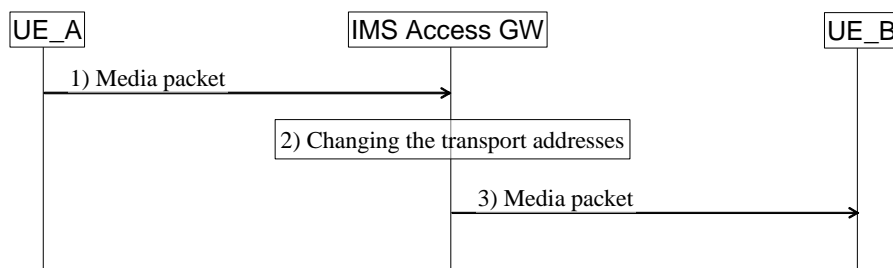 UE_A
IMS Access GW
UE_B
1) Media packet
2) Changing the transport addresses
3) Media packet